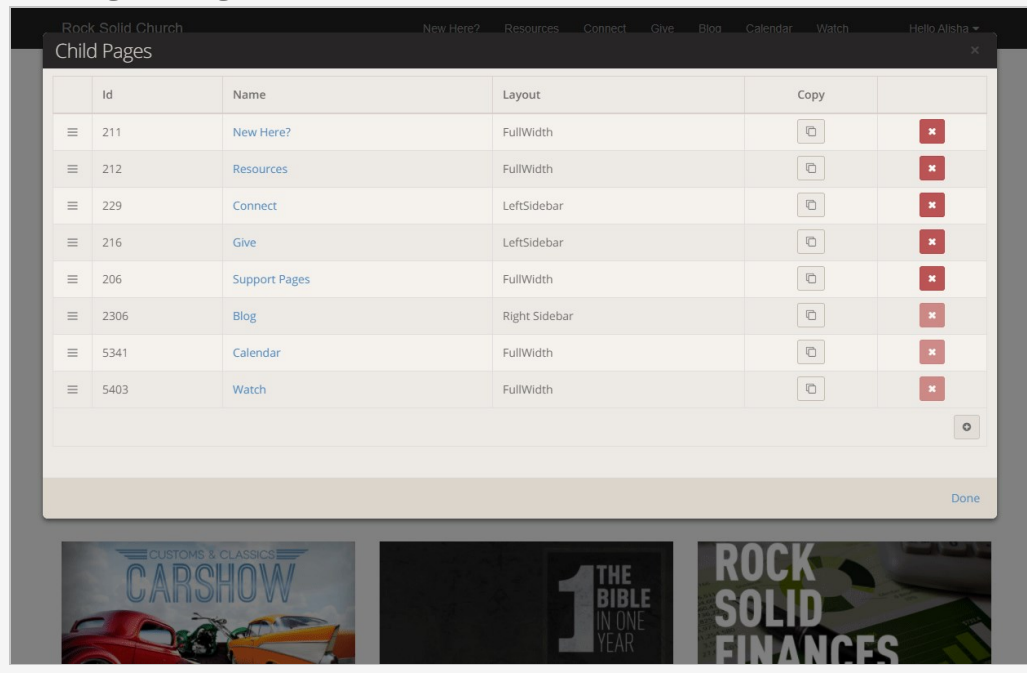 Rock Solid Church New Here? Resources Connect Give Blog Calendar Watch Hello Alisha
Child Pages
Id Name Layout Copy
211 New Here? FullWidth
212 Resources FullWidth
229 Connect LeftSidebar
216 Give LeftSidebar
206 Support Pages FullWidth
2306 Blog Right Sidebar
5341 Calendar FullWidth
5403 Watch FullWidth
Done
CUSTOMS & CLASSICS
CARSHOW
1 THE
BIBLE
IN ONE
YEAR
ROCK
SOLID
FINANCES